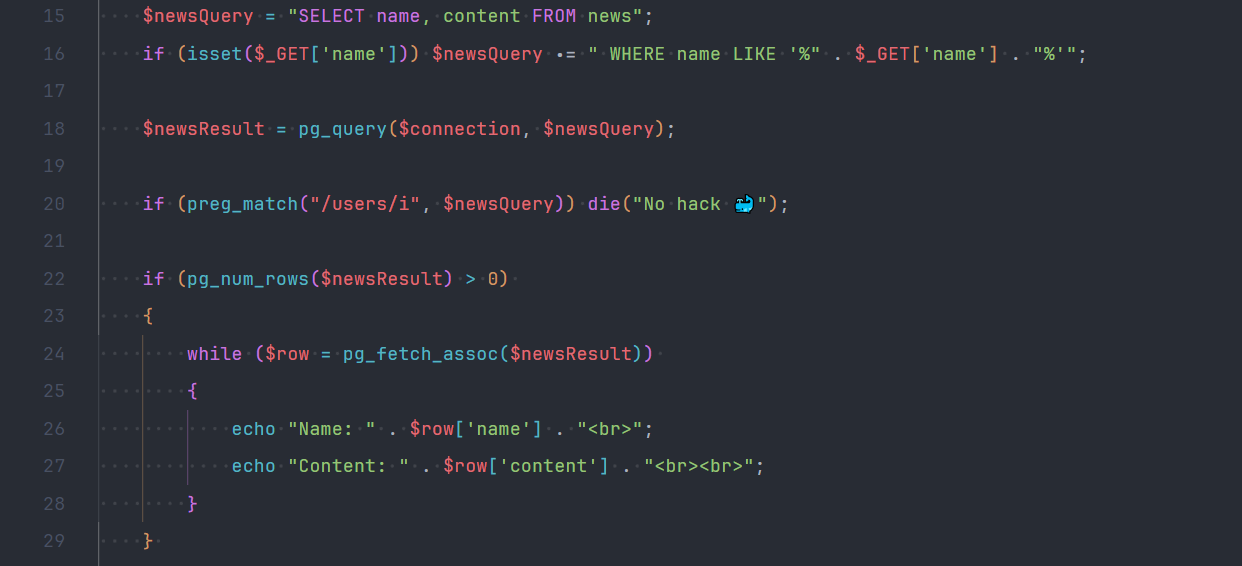 15 $newsQuery = "SELECT name, content FROM news";
16 if (isset($_GET['name'])) $newsQuery .= " WHERE name LIKE '%" . $_GET['name'] . "%'";
17
18 $newsResult = pg_query($connection, $newsQuery);
19
20 if (preg_match("/users/i", $newsQuery)) die("No hack 🐳");
21
22 if (pg_num_rows($newsResult) > 0)
23 {
24 while ($row = pg_fetch_assoc($newsResult))
25 {
26 echo "Name: " . $row['name'] . "<br>";
27 echo "Content: " . $row['content'] . "<br><br>";
28 }
29 }